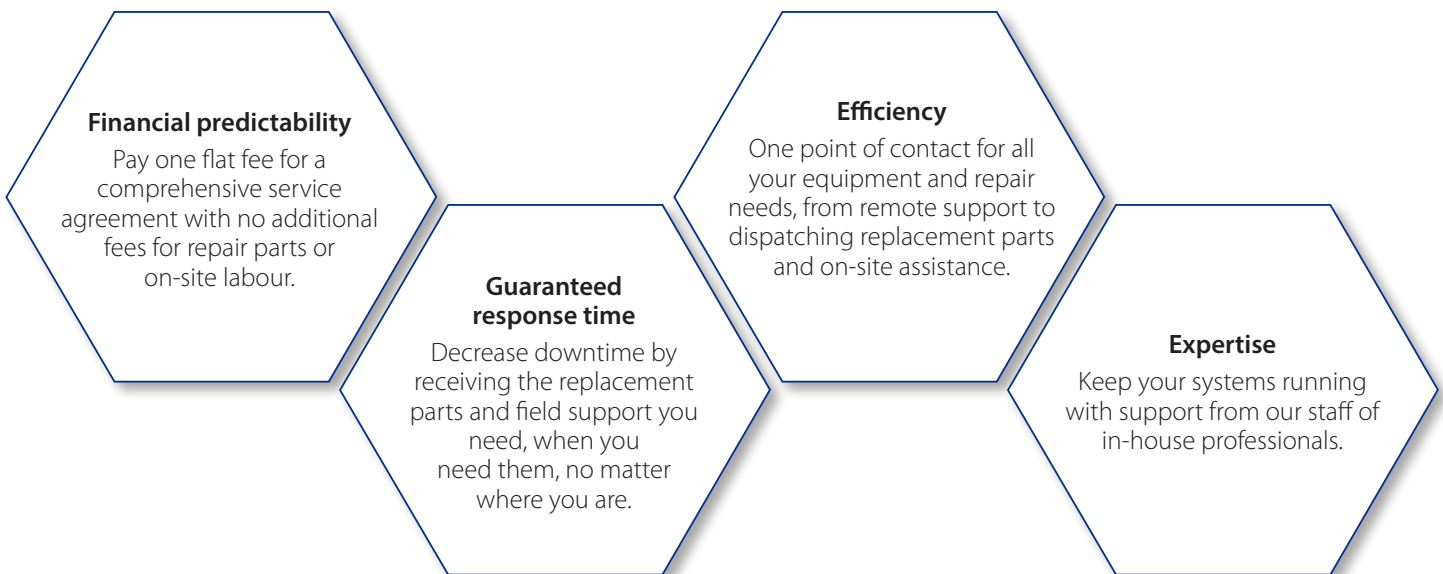 Financial predictability
Pay one flat fee for a
comprehensive service
agreement with no additional
fees for repair parts or
on-site labour.
Guaranteed
response time
Decrease downtime by
receiving the replacement
parts and field support you
need, when you
need them, no matter
where you are.
Efficiency
One point of contact for all
your equipment and repair
needs, from remote support to
dispatching replacement parts
and on-site assistance.
Expertise
Keep your systems running
with support from our staff of
in-house professionals.